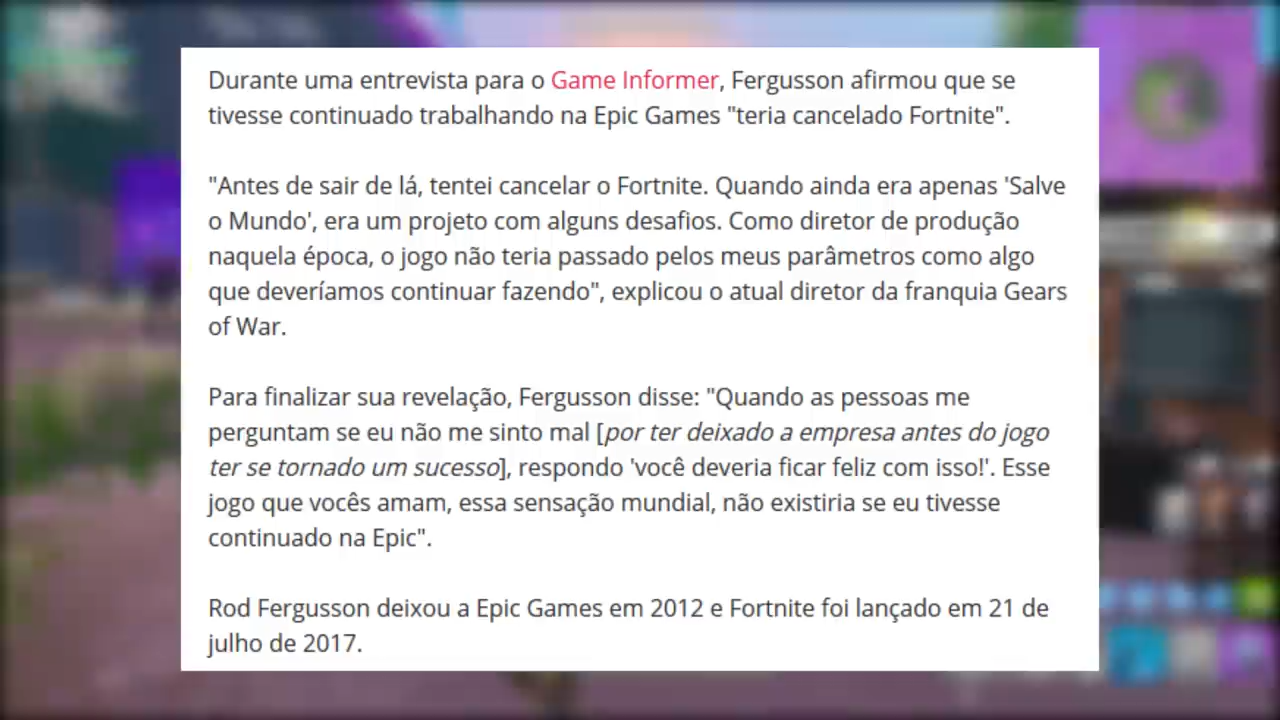 Durante uma entrevista para o Game Informer, Fergusson afirmou que se
tivesse continuado trabalhando na Epic Games "teria cancelado Fortnite".
"Antes de sair de lá, tentei cancelar o Fortnite. Quando ainda era apenas 'Salve
o Mundo', era um projeto com alguns desafios. Como diretor de produção
naquela época, o jogo não teria passado pelos meus parâmetros como algo
que deveríamos continuar fazendo", explicou o atual diretor da franquia Gears
of War.
Para finalizar sua revelação, Fergusson disse: "Quando as pessoas me
perguntam se eu não me sinto mal [por ter deixado a empresa antes do jogo
ter se tornado um sucesso], respondo 'você deveria ficar feliz com isso!'. Esse
jogo que vocês amam, essa sensação mundial, não existiria se eu tivesse
continuado na Epic".
Rod Fergusson deixou a Epic Games em 2012 e Fortnite foi lançado em 21 de
julho de 2017.